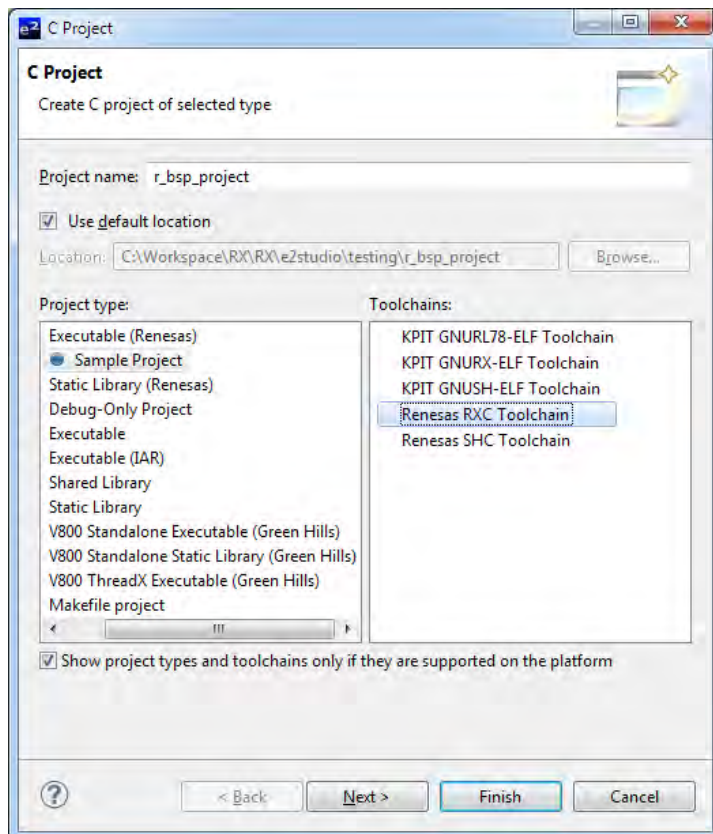 e2 C Project
C Project
Create C project of selected type
Project name: r_bsp_project
Use default location
Location: C:\Workspace\RX\RX\e2studio\testing\r_bsp_project Browse...
Project type:
Executable (Renesas)
Sample Project
Static Library (Renesas)
Debug-Only Project
Executable
Executable (IAR)
Shared Library
Static Library
V800 Standalone Executable (Green Hills)
V800 Standalone Static Library (Green Hills)
V800 ThreadX Executable (Green Hills)
Makefile project
Toolchains:
KPIT GNURL78-ELF Toolchain
KPIT GNURX-ELF Toolchain
KPIT GNUSH-ELF Toolchain
Renesas RXC Toolchain
Renesas SHC Toolchain
Show project types and toolchains only if they are supported on the platform
? < Back Next > Finish Cancel